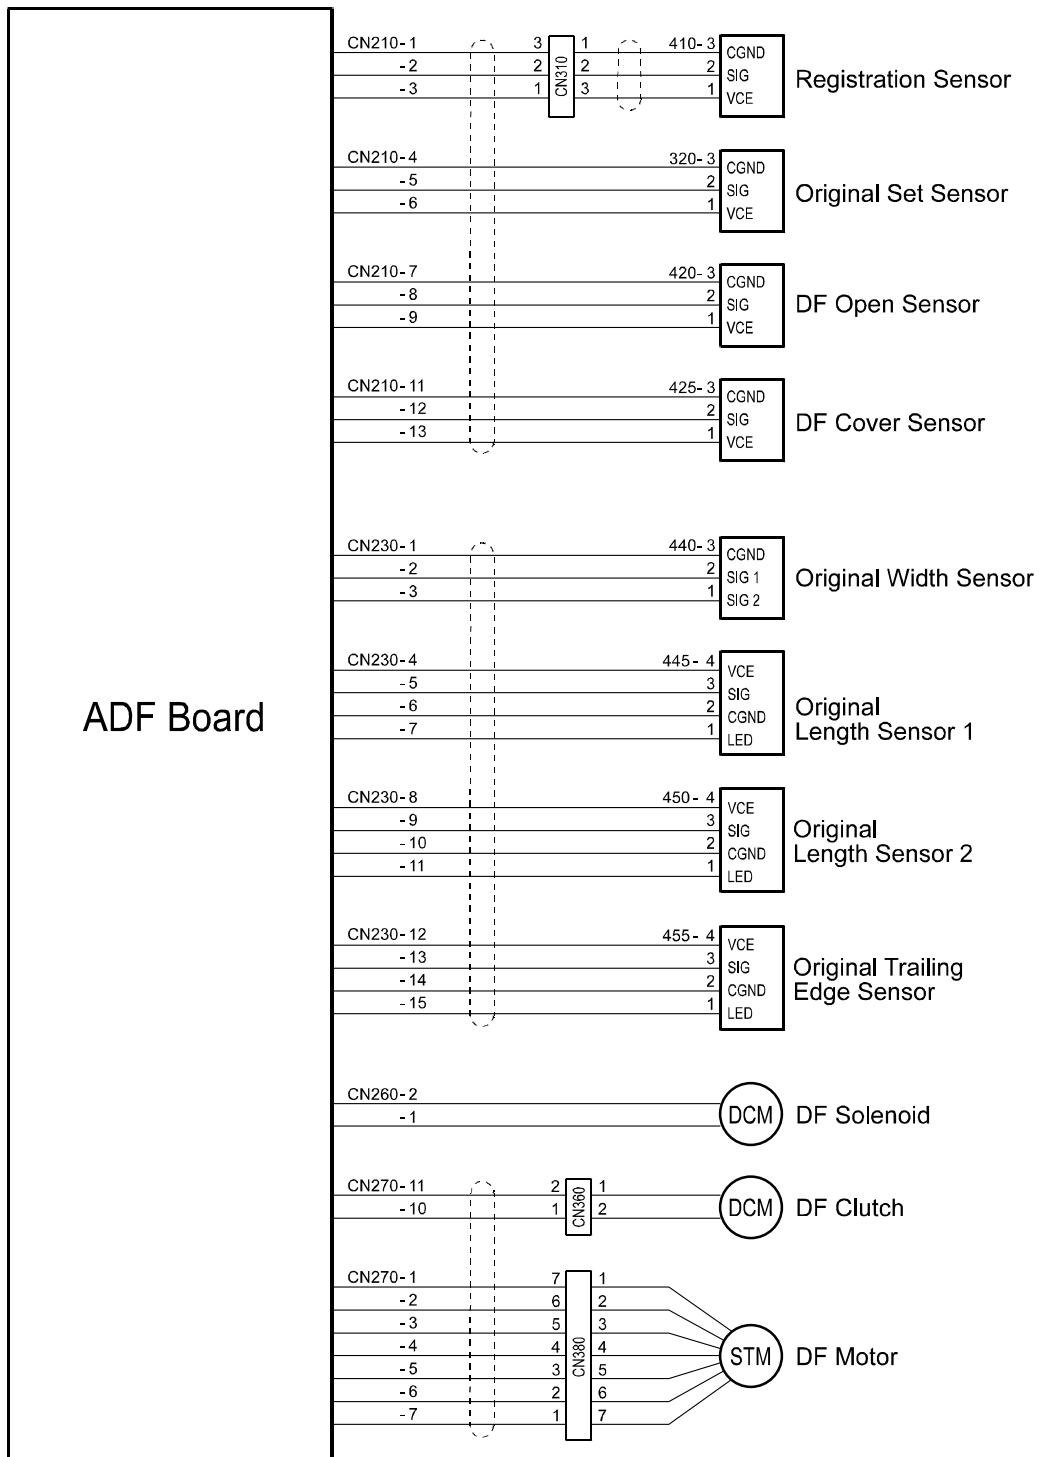 CN210-1 3 1 410-3 CGND
-2 2 2 2 SIG
-3 1 3 1 VCE
CN310
Registration Sensor
CN210-4 320-3 CGND
-5 2 SIG
-6 1 VCE
Original Set Sensor
CN210-7 420-3 CGND
-8 2 SIG
-9 1 VCE
DF Open Sensor
CN210-11 425-3 CGND
-12 2 SIG
-13 1 VCE
DF Cover Sensor
CN230-1 440-3 CGND
-2 2 SIG 1
-3 1 SIG 2
Original Width Sensor
CN230-4 445-4 VCE
-5 3 SIG
-6 2 CGND
-7 1 LED
Original
Length Sensor 1
ADF Board
CN230-8 450-4 VCE
-9 3 SIG
-10 2 CGND
-11 1 LED
Original
Length Sensor 2
CN230-12 455-4 VCE
-13 3 SIG
-14 2 CGND
-15 1 LED
Original Trailing
Edge Sensor
CN260-2
-1
DCM DF Solenoid
CN270-11 2 1
-10 1 2
CN360
DCM DF Clutch
CN270-1 7 1
-2 6 2
-3 5 3
-4 4 4
-5 3 5
-6 2 6
-7 1 7
CN380
STM DF Motor